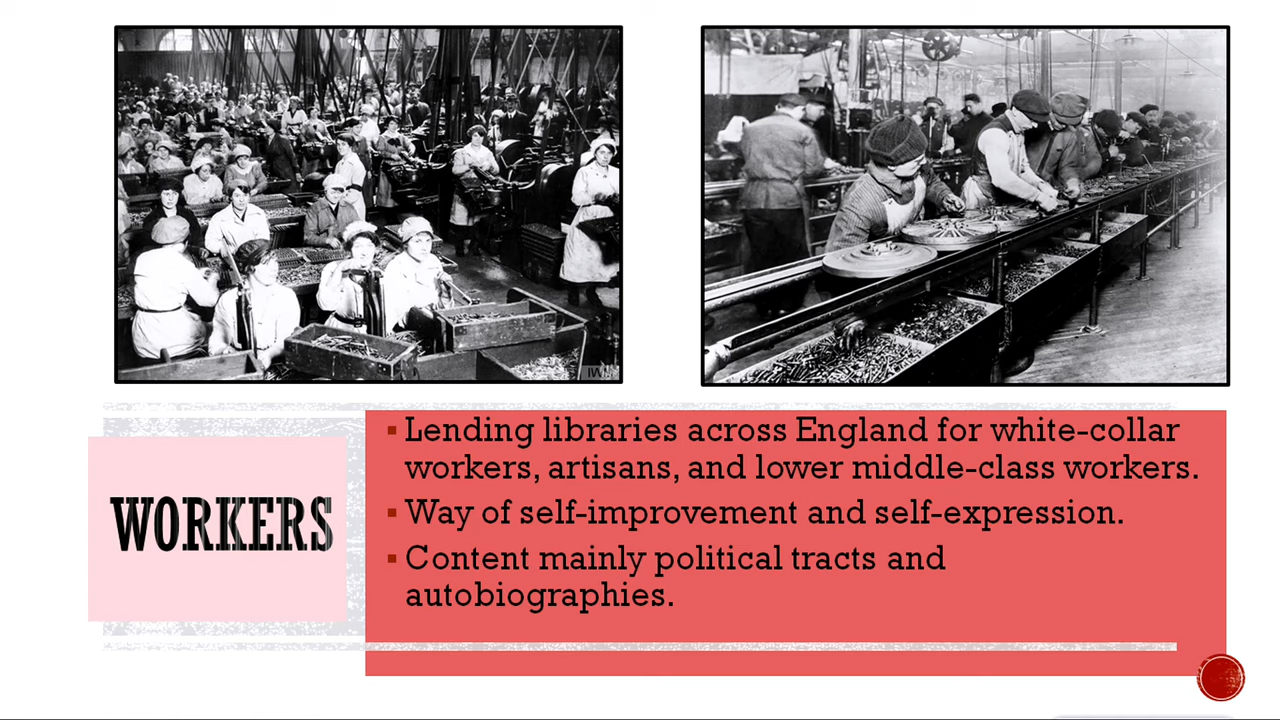 WORKERS
▪ Lending libraries across England for white-collar
workers, artisans, and lower middle-class workers.
▪ Way of self-improvement and self-expression.
▪ Content mainly political tracts and
autobiographies.